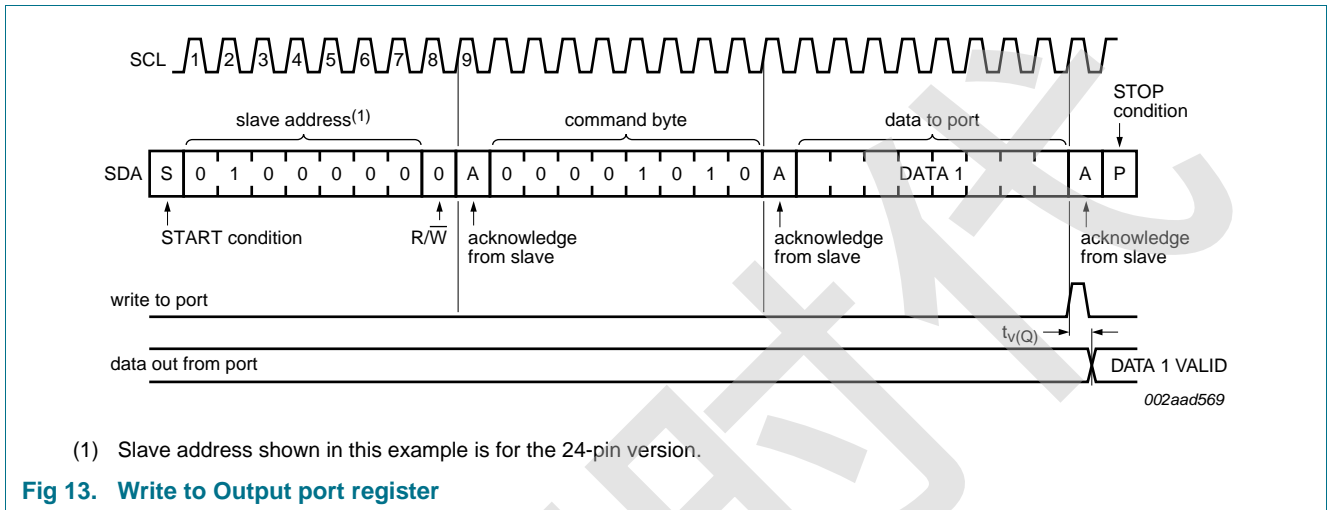 SCL 1 2 3 4 5 6 7 8 9
STOP
condition
slave address(1) command byte data to port
SDA S 0 1 0 0 0 0 0 0 A 0 0 0 0 1 0 1 0 A DATA 1 A P
START condition R/W acknowledge from slave acknowledge from slave acknowledge from slave
write to port
tv(Q)
data out from port DATA 1 VALID
002aad569
(1) Slave address shown in this example is for the 24-pin version.
Fig 13. Write to Output port register
时代